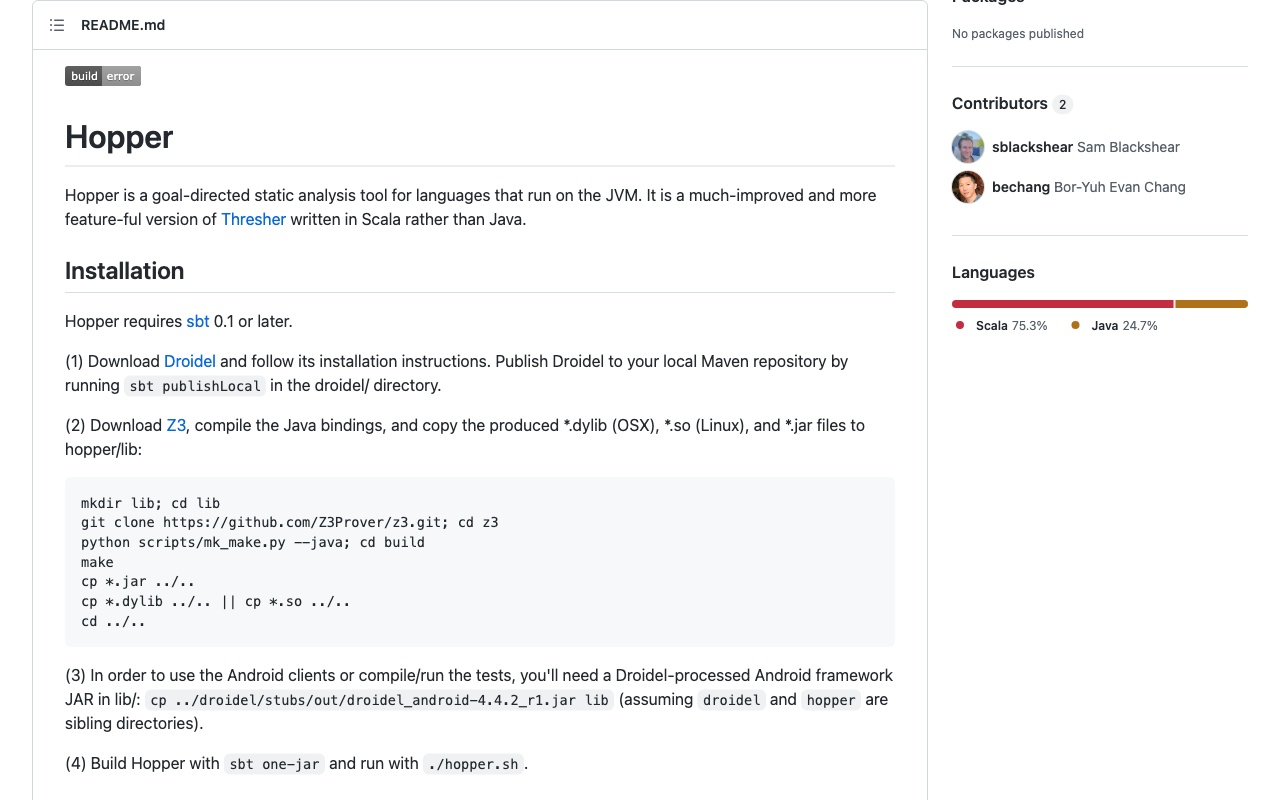 README.md
build error
Hopper
Hopper is a goal-directed static analysis tool for languages that run on the JVM. It is a much-improved and more
feature-ful version of Thresher written in Scala rather than Java.
Installation
Hopper requires sbt 0.1 or later.
(1) Download Droidel and follow its installation instructions. Publish Droidel to your local Maven repository by
running sbt publishLocal in the droidel/ directory.
(2) Download Z3, compile the Java bindings, and copy the produced *.dylib (OSX), *.so (Linux), and *.jar files to
hopper/lib:
mkdir lib; cd lib
git clone https://github.com/Z3Prover/z3.git; cd z3
python scripts/mk_make.py --java; cd build
make
cp *.jar ../..
cp *.dylib ../.. || cp *.so ../..
cd ../..
(3) In order to use the Android clients or compile/run the tests, you'll need a Droidel-processed Android framework
JAR in lib/: cp ../droidel/stubs/out/droidel_android-4.4.2_r1.jar lib (assuming droidel and hopper are
sibling directories).
(4) Build Hopper with sbt one-jar and run with ./hopper.sh.
Packages
No packages published
Contributors 2
sblackshear Sam Blackshear
bechang Bor-Yuh Evan Chang
Languages
Scala 75.3% Java 24.7%